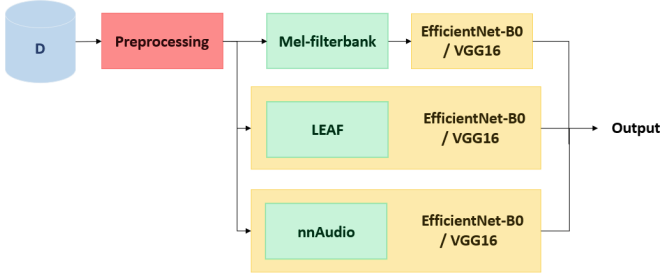 D
Preprocessing
Mel-filterbank
EfficientNet-B0
/ VGG16
LEAF
EfficientNet-B0
/ VGG16
Output
nnAudio
EfficientNet-B0
/ VGG16